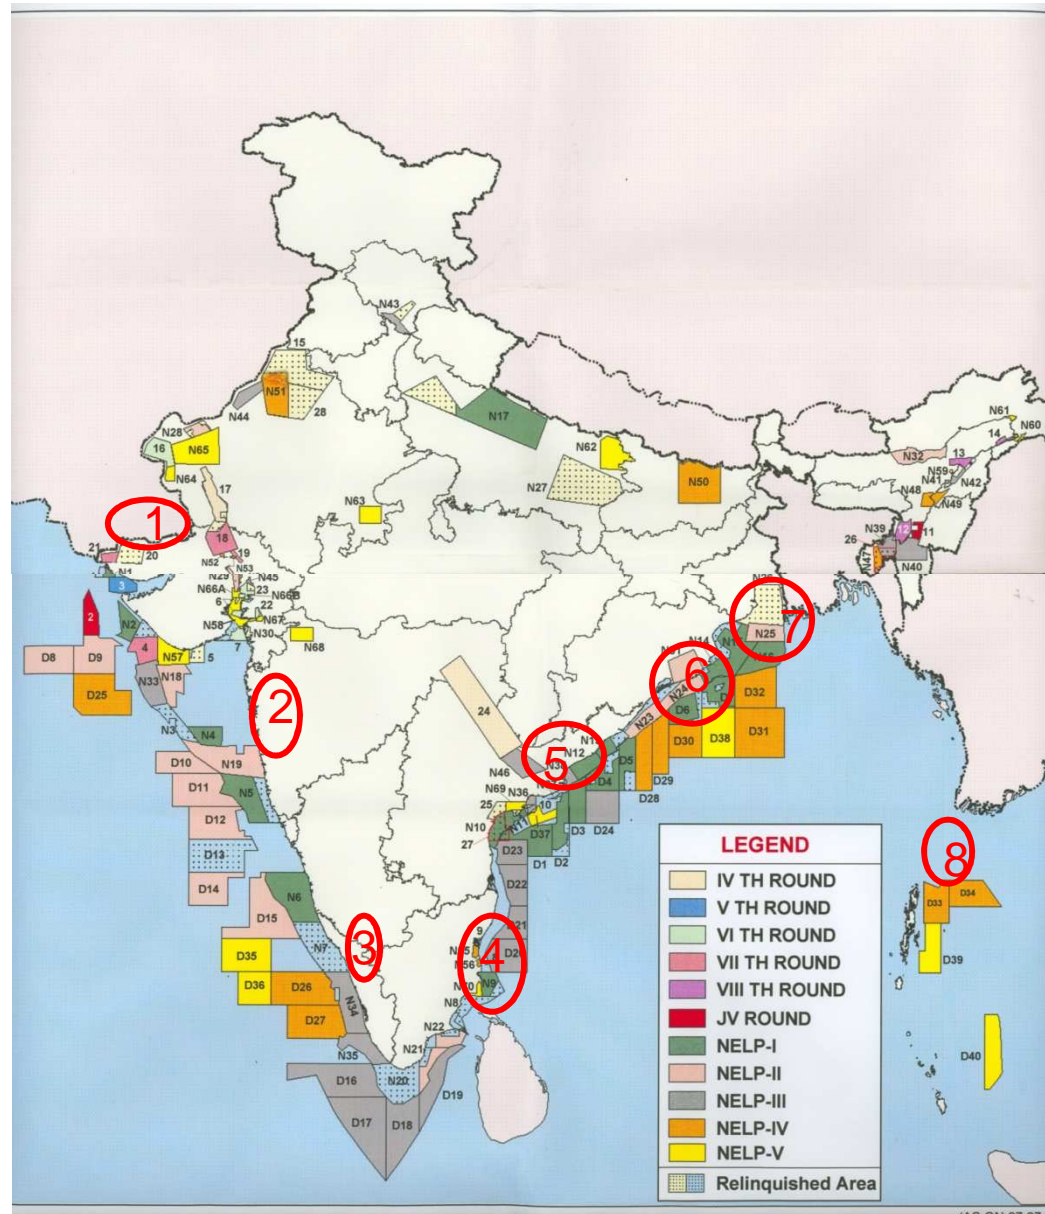 N43
15
N51
N44
28
N17
N28
16
N65
N64
N62
N61
N60
14
N32
13
N59
N41
N42
N27
N50
N48
N49
17
N63
1
18
21
20
19
N52
N53
N39
12
11
26
N47
N40
3
N45
N66A
23
N66B
6
2
N2
22
N58
N67
N30
7
N68
4
N57
5
D8
D9
N18
N33
D25
N14
7
N25
6
N24
D6
D32
N23
D30
D38
D31
2
24
N3
N4
N12
5
D10
N19
N46
D5
D4
D29
D28
D11
N5
N69
N36
25
10
D12
N10
N11
D37
D3
D24
27
D23
D1
D2
D13
D14
D22
N6
D15
D21
9
8
D33
D34
N7
3
4
D35
N56
D39
D36
D26
N9
N34
N8
D27
N22
N35
N21
D40
D16
N20
D19
D17
D18
LEGEND
IV TH ROUND
V TH ROUND
VI TH ROUND
VII TH ROUND
VIII TH ROUND
JV ROUND
NELP-I
NELP-II
NELP-III
NELP-IV
NELP-V
Relinquished Area